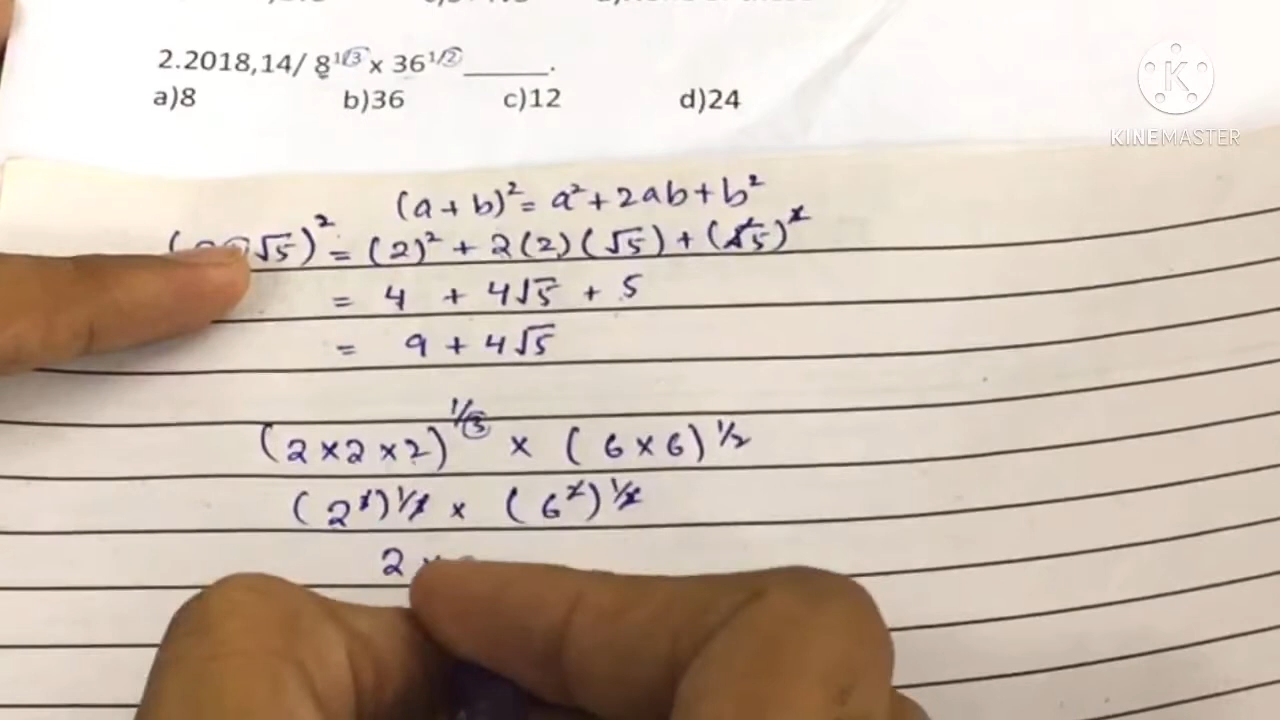 2.2018,14/ 8^1/3 x 36^1/2 ______.
a)8 b)36 c)12 d)24
K
KINEMASTER
(a + b)² = a² + 2ab + b²
√5)² = (2)² + 2(2)(√5) + (√5)²
= 4 + 4√5 + 5
= 9 + 4√5
(2×2×2)^1/3 × (6×6)^1/2
(2³)^1/3 × (6²)^1/2
2 ×